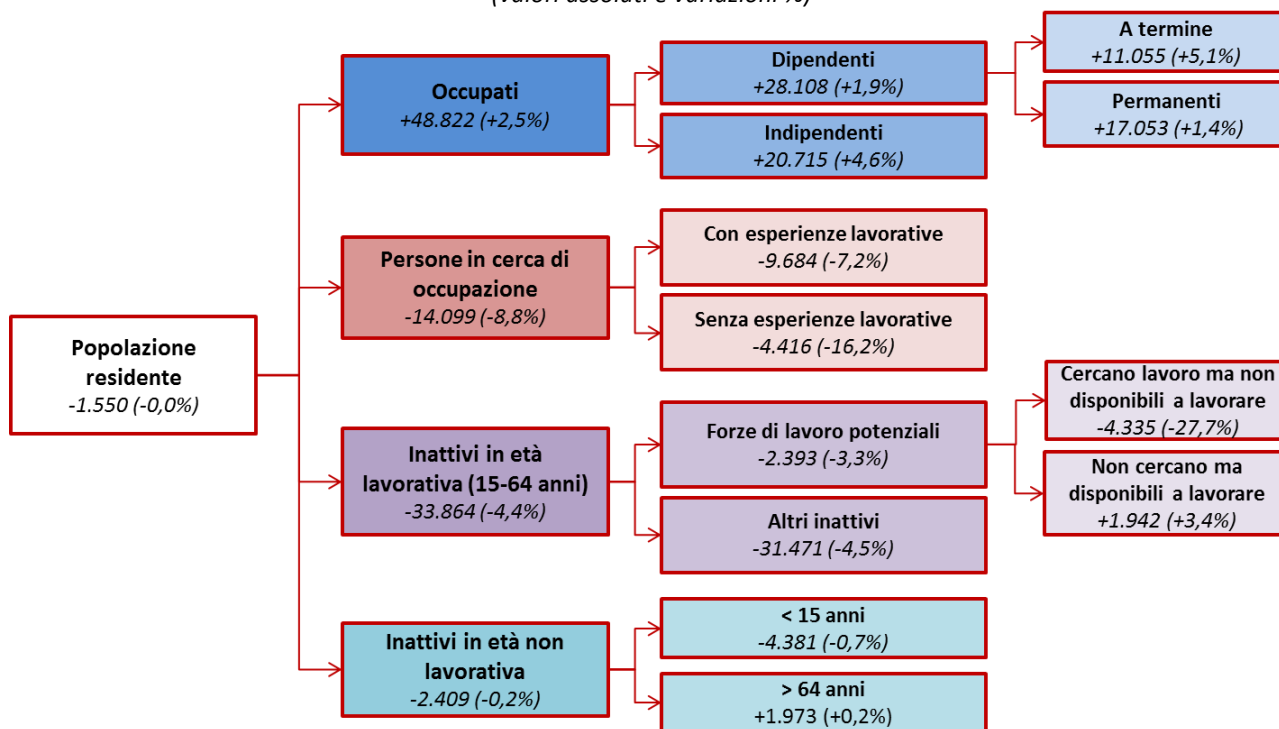 (valori assoluti e variazioni %)
A termine
+11.055 (+5,1%)
Dipendenti
+28.108 (+1,9%)
Occupati
+48.822 (+2,5%)
Permanenti
+17.053 (+1,4%)
Indipendenti
+20.715 (+4,6%)
Con esperienze lavorative
-9.684 (-7,2%)
Persone in cerca di
occupazione
-14.099 (-8,8%)
Senza esperienze lavorative
-4.416 (-16,2%)
Popolazione
residente
-1.550 (-0,0%)
Cercano lavoro ma non
disponibili a lavorare
-4.335 (-27,7%)
Forze di lavoro potenziali
-2.393 (-3,3%)
Inattivi in età
lavorativa (15-64 anni)
-33.864 (-4,4%)
Non cercano ma
disponibili a lavorare
+1.942 (+3,4%)
Altri inattivi
-31.471 (-4,5%)
< 15 anni
-4.381 (-0,7%)
Inattivi in età non
lavorativa
-2.409 (-0,2%)
> 64 anni
+1.973 (+0,2%)